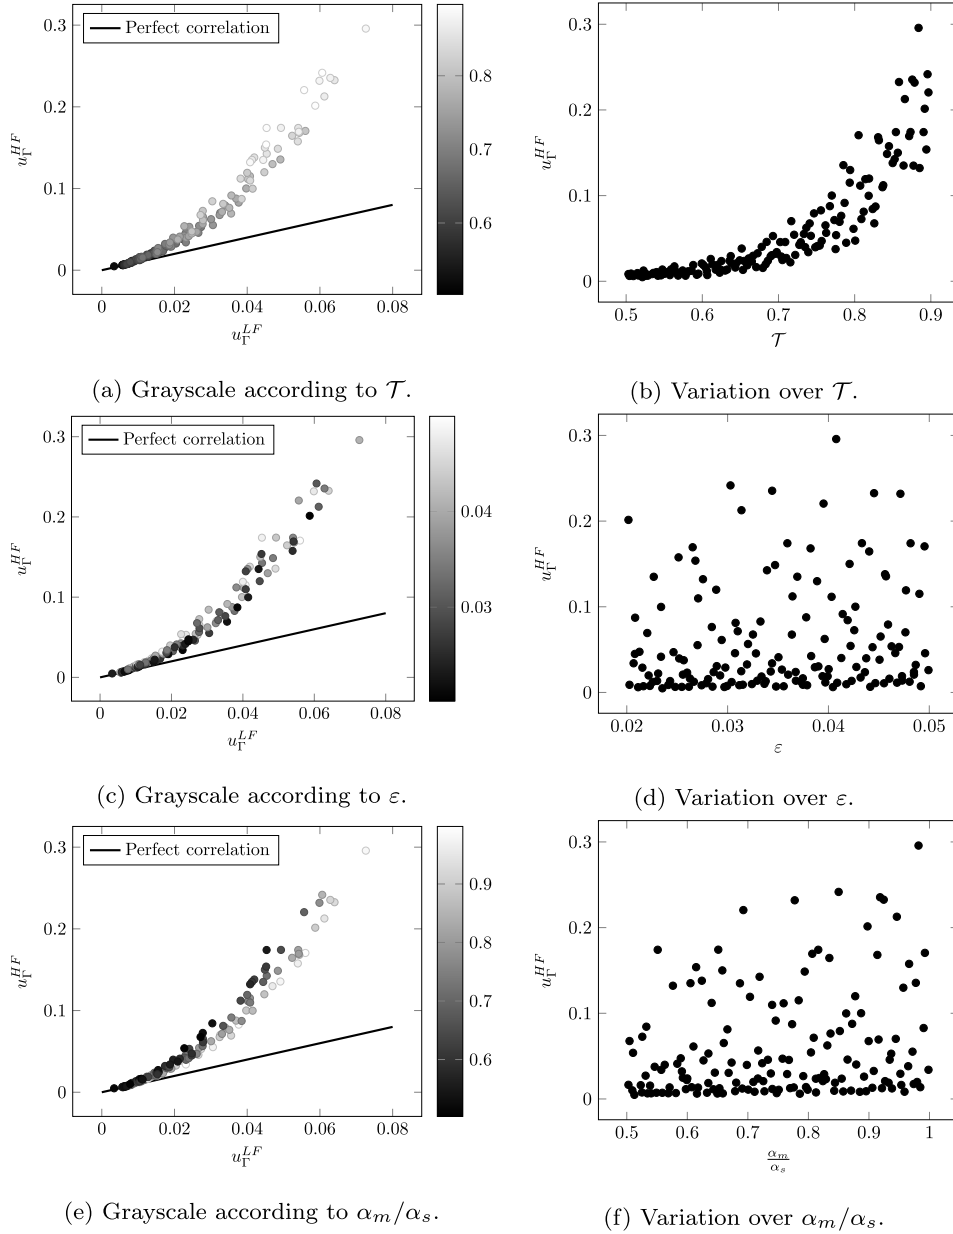 0.3
0.2
0.1
0
u_Γ^{HF}
Perfect correlation
0 0.02 0.04 0.06 0.08
u_Γ^{LF}
0.8
0.7
0.6
(a) Grayscale according to 𝒯.
0.3
0.2
0.1
0
u_Γ^{HF}
0.5 0.6 0.7 0.8 0.9
𝒯
(b) Variation over 𝒯.
0.3
0.2
0.1
0
u_Γ^{HF}
Perfect correlation
0 0.02 0.04 0.06 0.08
u_Γ^{LF}
0.04
0.03
(c) Grayscale according to ε.
0.3
0.2
0.1
0
u_Γ^{HF}
0.02 0.03 0.04 0.05
ε
(d) Variation over ε.
0.3
0.2
0.1
0
u_Γ^{HF}
Perfect correlation
0 0.02 0.04 0.06 0.08
u_Γ^{LF}
0.9
0.8
0.7
0.6
(e) Grayscale according to α_m/α_s.
0.3
0.2
0.1
0
u_Γ^{HF}
0.5 0.6 0.7 0.8 0.9 1
α_m/α_s
(f) Variation over α_m/α_s.